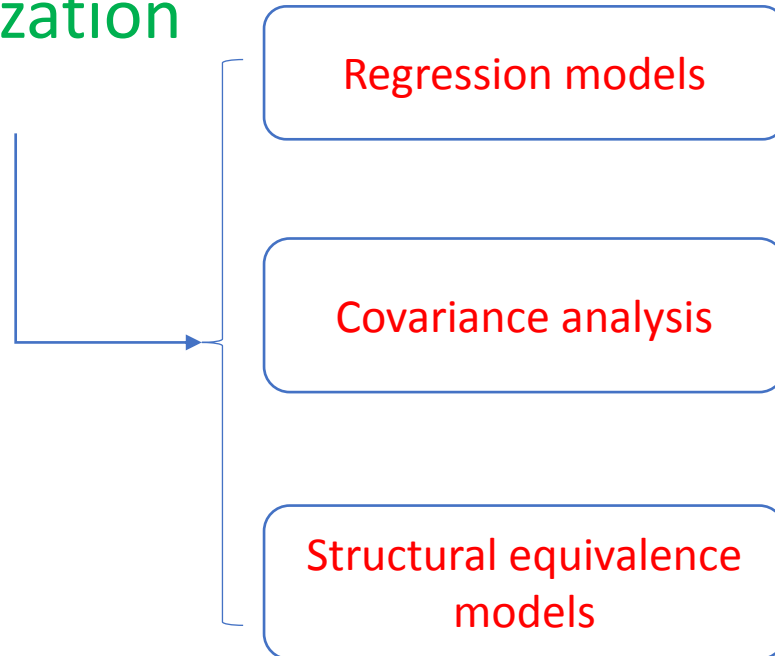 zation
Regression models
Covariance analysis
Structural equivalence
models